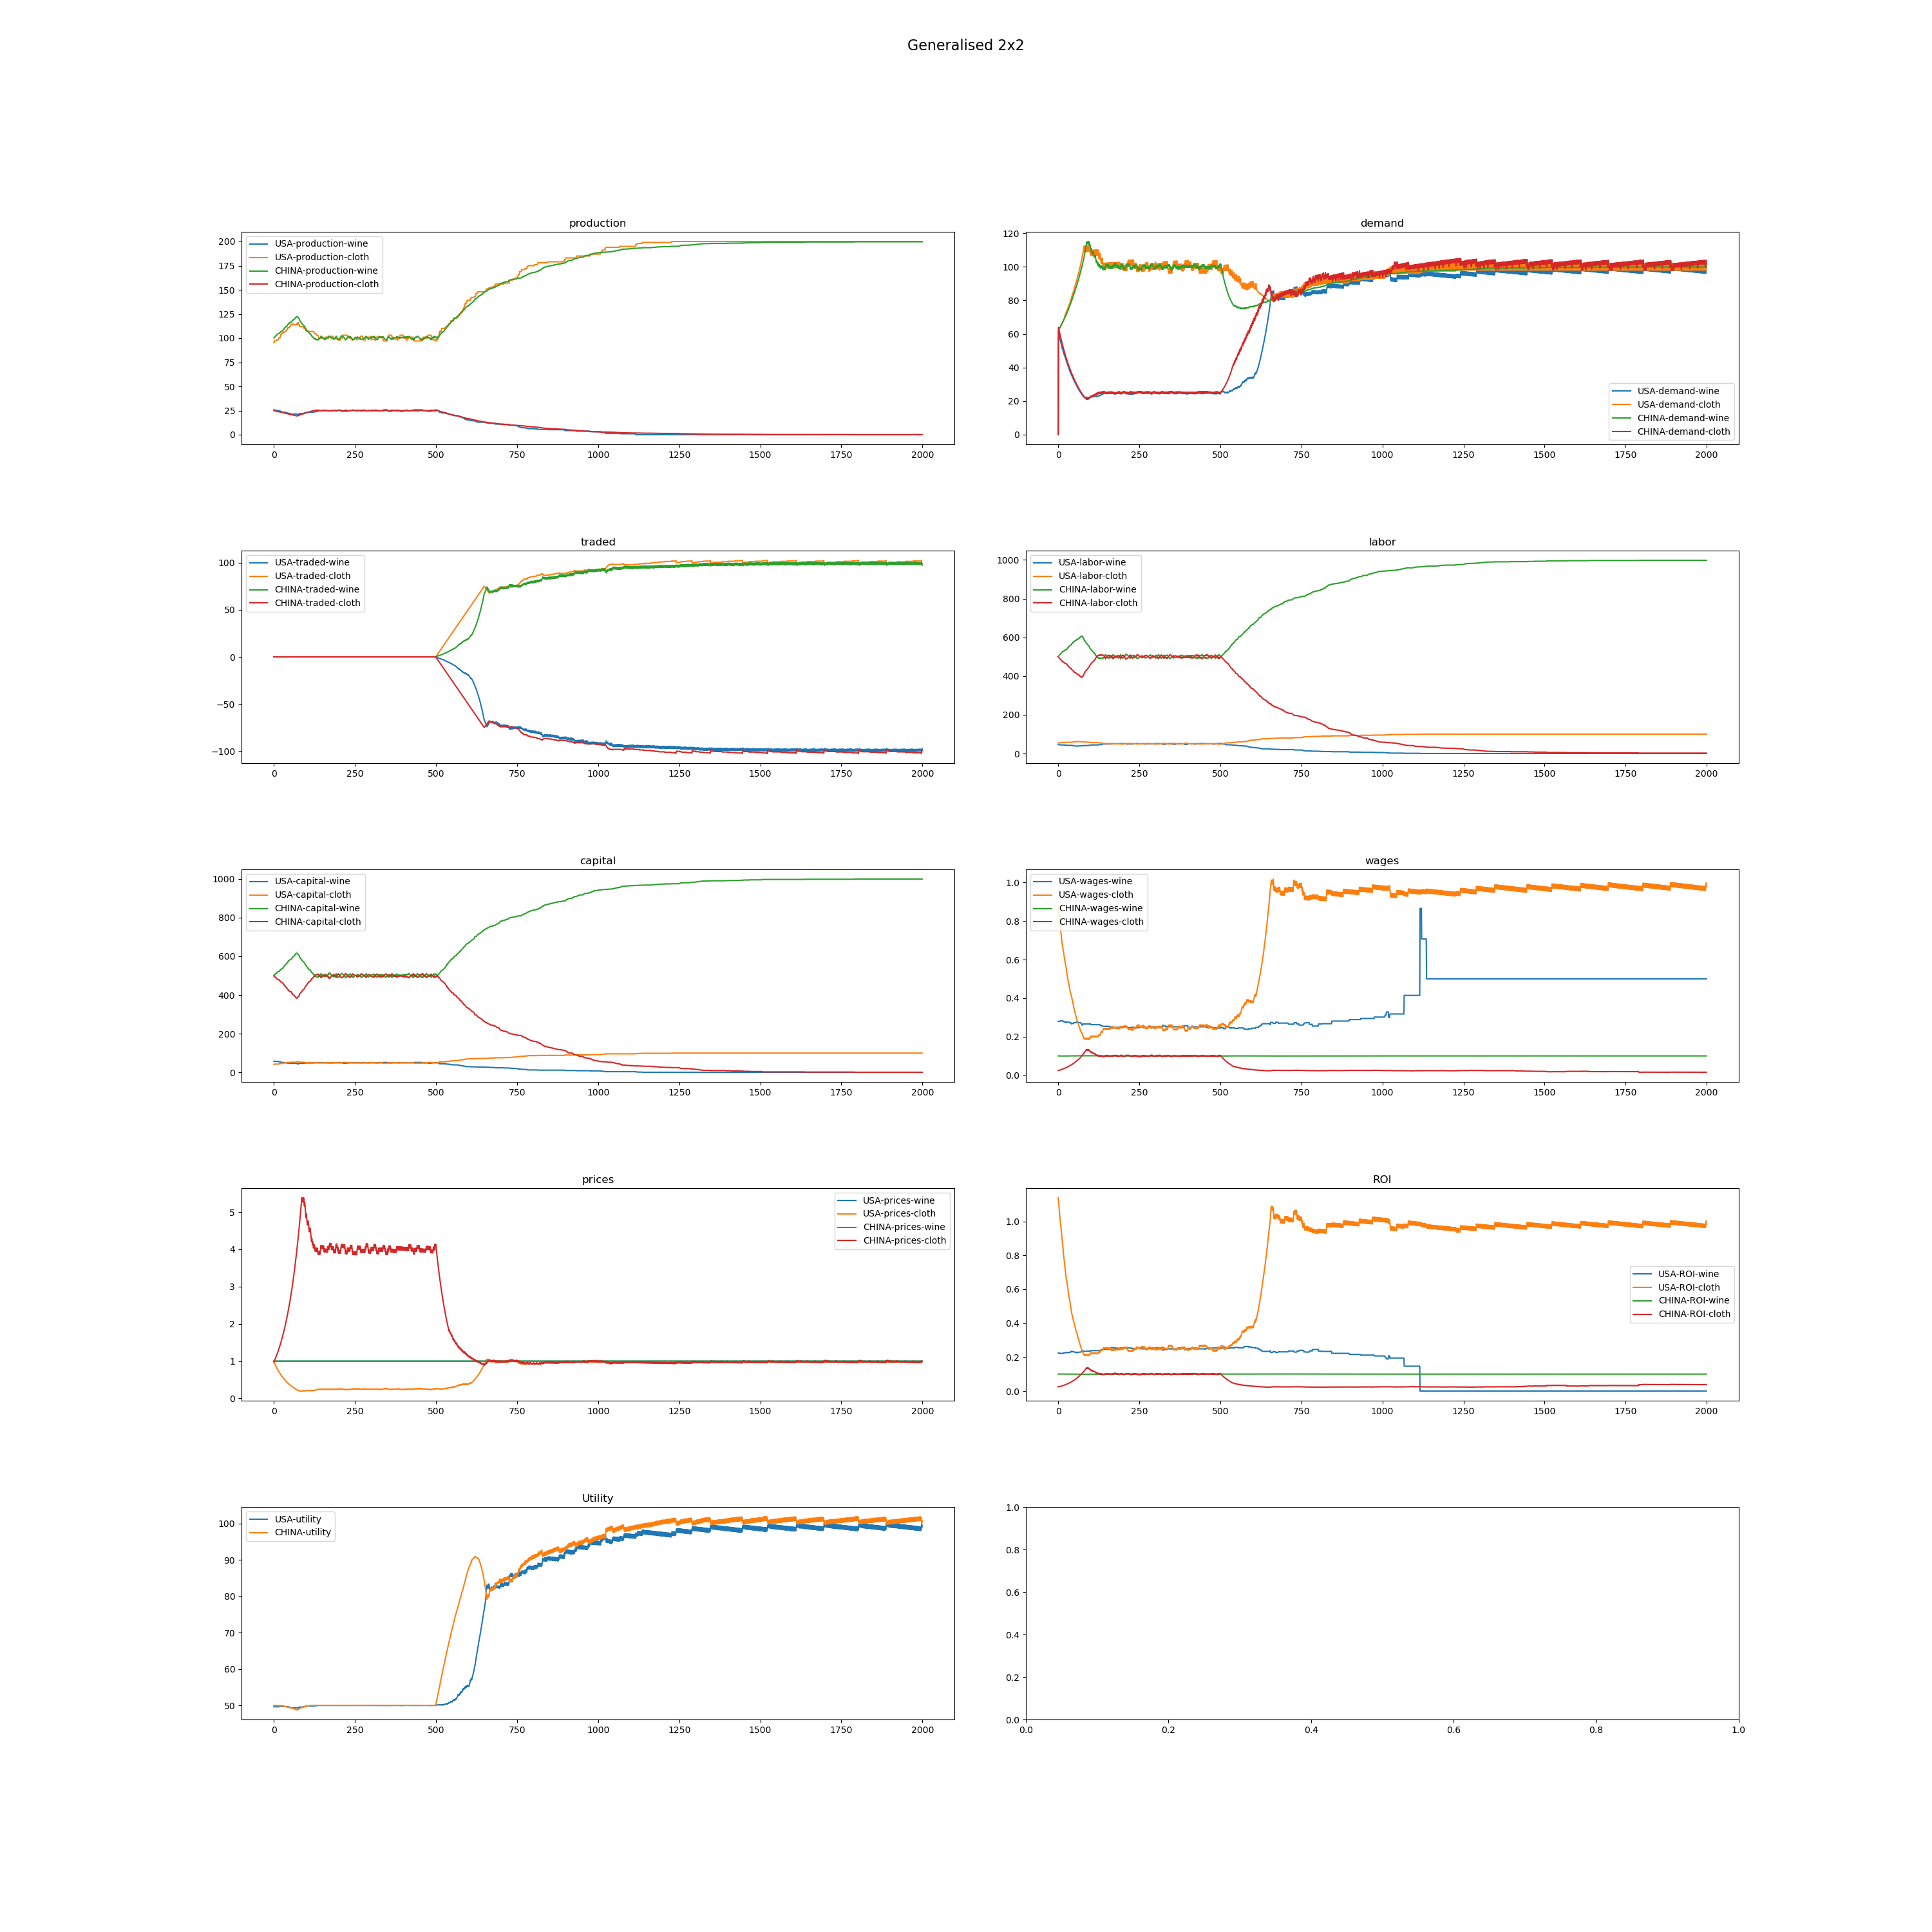 Generalised 2x2
production
USA-production-wine
USA-production-cloth
CHINA-production-wine
CHINA-production-cloth
200
175
150
125
100
75
50
25
0
0 250 500 750 1000 1250 1500 1750 2000
demand
120
100
80
60
40
20
0
USA-demand-wine
USA-demand-cloth
CHINA-demand-wine
CHINA-demand-cloth
0 250 500 750 1000 1250 1500 1750 2000
traded
USA-traded-wine
USA-traded-cloth
CHINA-traded-wine
CHINA-traded-cloth
100
50
0
−50
−100
0 250 500 750 1000 1250 1500 1750 2000
labor
USA-labor-wine
USA-labor-cloth
CHINA-labor-wine
CHINA-labor-cloth
1000
800
600
400
200
0
0 250 500 750 1000 1250 1500 1750 2000
capital
USA-capital-wine
USA-capital-cloth
CHINA-capital-wine
CHINA-capital-cloth
1000
800
600
400
200
0
0 250 500 750 1000 1250 1500 1750 2000
wages
USA-wages-wine
USA-wages-cloth
CHINA-wages-wine
CHINA-wages-cloth
1.0
0.8
0.6
0.4
0.2
0.0
0 250 500 750 1000 1250 1500 1750 2000
prices
USA-prices-wine
USA-prices-cloth
CHINA-prices-wine
CHINA-prices-cloth
5
4
3
2
1
0
0 250 500 750 1000 1250 1500 1750 2000
ROI
1.0
0.8
0.6
0.4
0.2
0.0
USA-ROI-wine
USA-ROI-cloth
CHINA-ROI-wine
CHINA-ROI-cloth
0 250 500 750 1000 1250 1500 1750 2000
Utility
USA-utility
CHINA-utility
100
90
80
70
60
50
0 250 500 750 1000 1250 1500 1750 2000
1.0
0.8
0.6
0.4
0.2
0.0
0.0 0.2 0.4 0.6 0.8 1.0